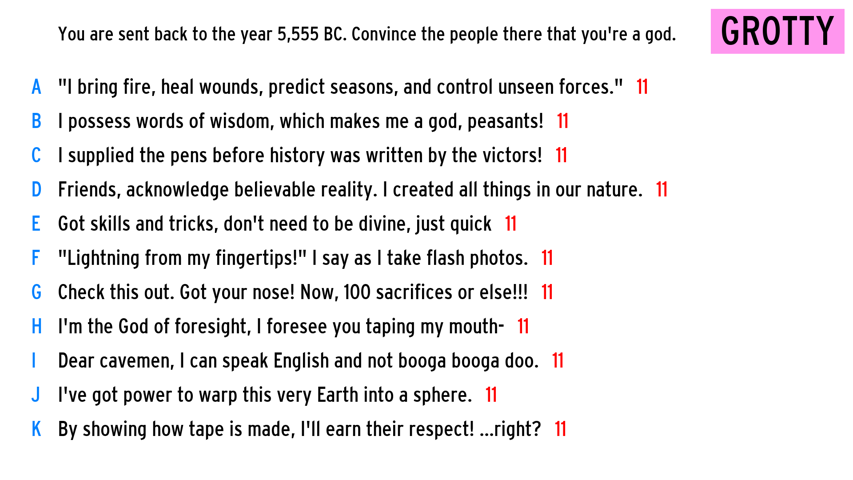 You are sent back to the year 5,555 BC. Convince the people there that you're a god.
GROTTY
A "I bring fire, heal wounds, predict seasons, and control unseen forces." 11
B I possess words of wisdom, which makes me a god, peasants! 11
C I supplied the pens before history was written by the victors! 11
D Friends, acknowledge believable reality. I created all things in our nature. 11
E Got skills and tricks, don't need to be divine, just quick 11
F "Lightning from my fingertips!" I say as I take flash photos. 11
G Check this out. Got your nose! Now, 100 sacrifices or else!!! 11
H I'm the God of foresight, I foresee you taping my mouth- 11
I Dear cavemen, I can speak English and not booga booga doo. 11
J I've got power to warp this very Earth into a sphere. 11
K By showing how tape is made, I'll earn their respect! ...right? 11